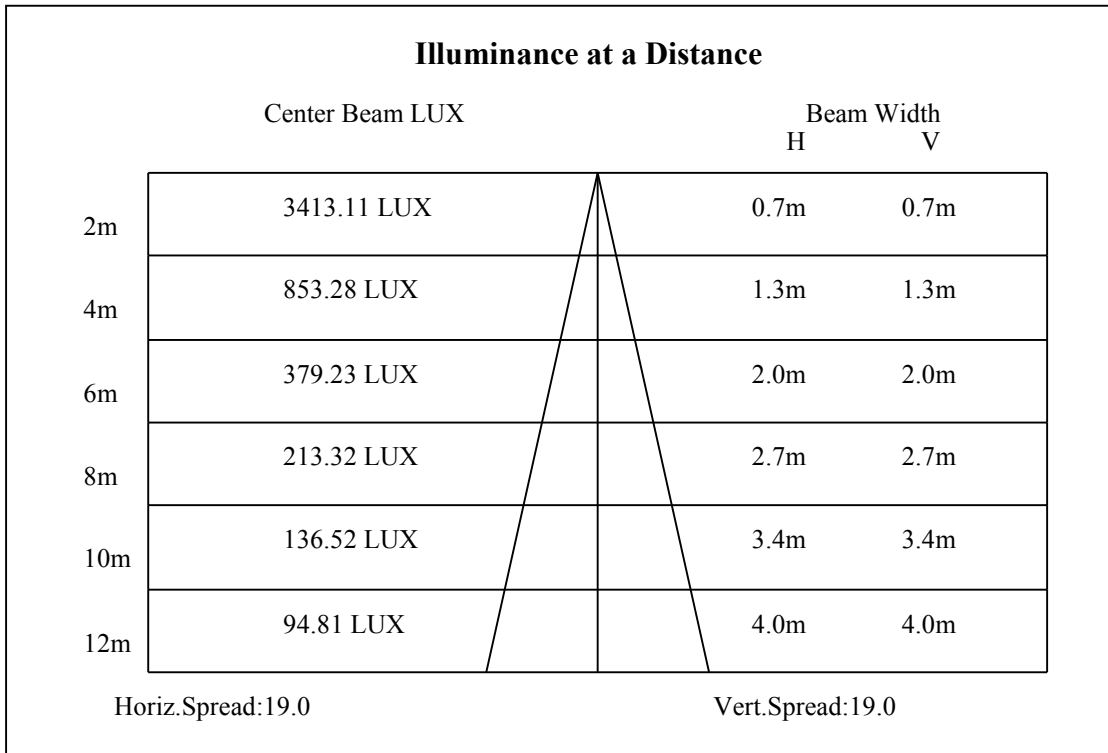 Illuminance at a Distance
Center Beam LUX Beam Width
H V
2m 3413.11 LUX 0.7m 0.7m
4m 853.28 LUX 1.3m 1.3m
6m 379.23 LUX 2.0m 2.0m
8m 213.32 LUX 2.7m 2.7m
10m 136.52 LUX 3.4m 3.4m
12m 94.81 LUX 4.0m 4.0m
Horiz.Spread:19.0 Vert.Spread:19.0